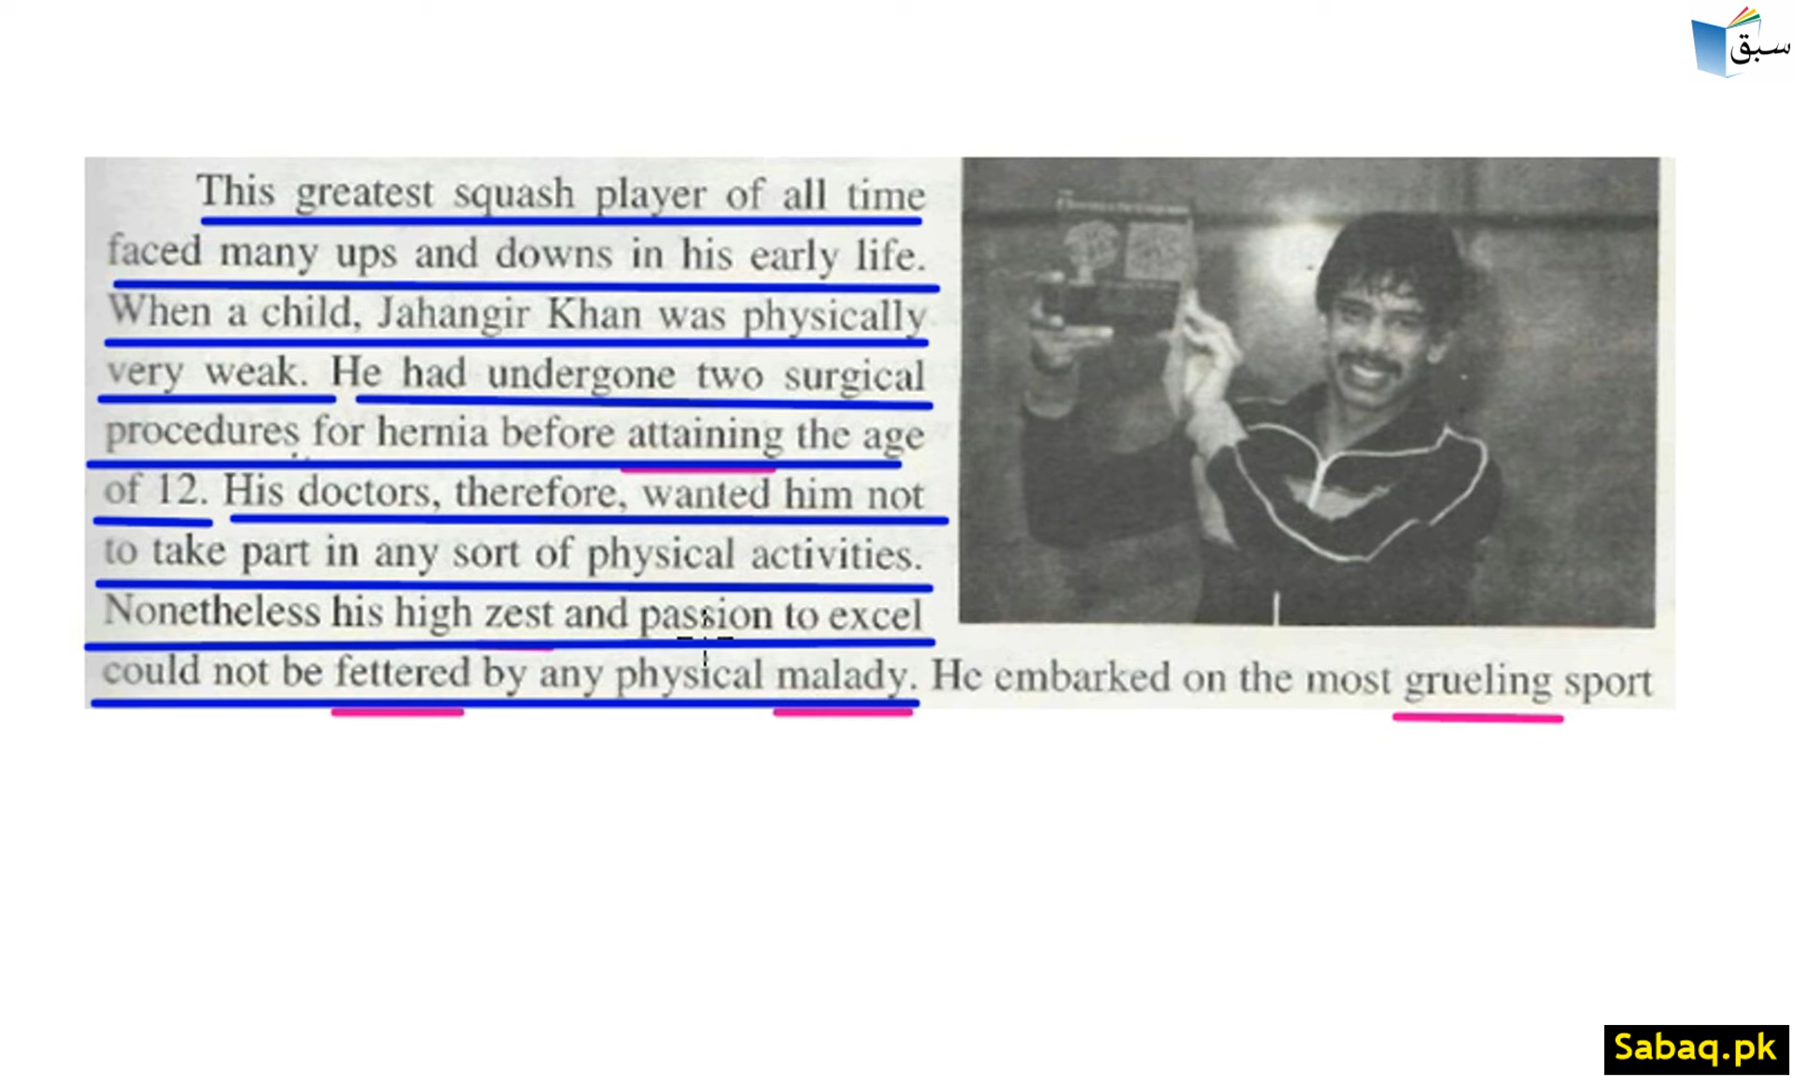 سبق
This greatest squash player of all time
faced many ups and downs in his early life.
When a child, Jahangir Khan was physically
very weak. He had undergone two surgical
procedures for hernia before attaining the age
of 12. His doctors, therefore, wanted him not
to take part in any sort of physical activities.
Nonetheless his high zest and passion to excel
could not be fettered by any physical malady. He embarked on the most grueling sport
Sabaq.pk